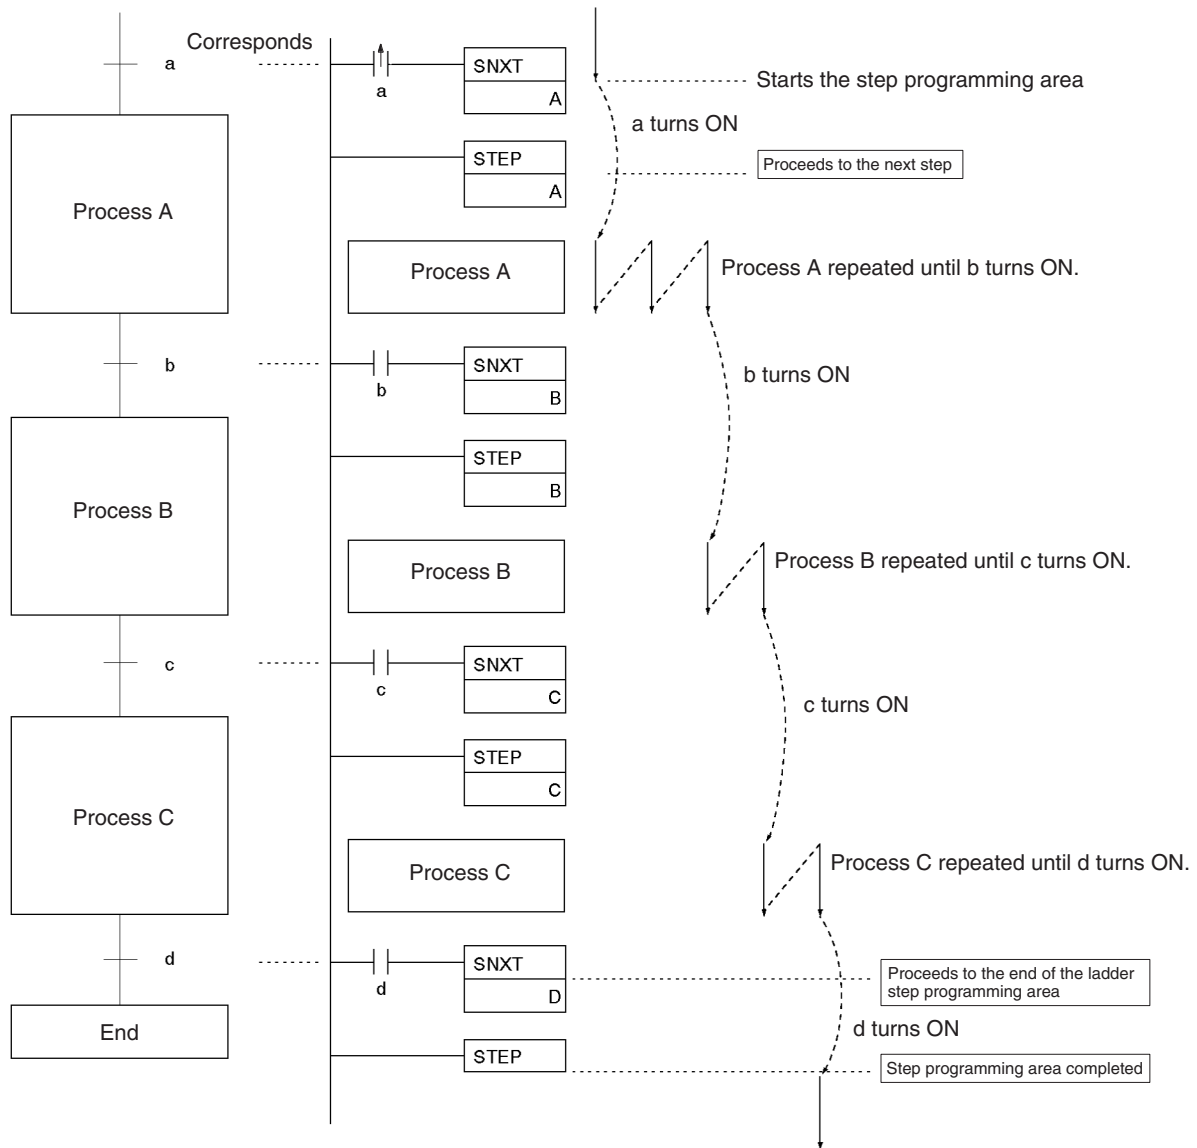 Corresponds
a
a
SNXT
A
Starts the step programming area
a turns ON
STEP
A
Proceeds to the next step
Process A
Process A
Process A repeated until b turns ON.
b
b
SNXT
B
b turns ON
STEP
B
Process B
Process B
Process B repeated until c turns ON.
c
c
SNXT
C
c turns ON
STEP
C
Process C
Process C
Process C repeated until d turns ON.
d
d
SNXT
D
Proceeds to the end of the ladder
step programming area
End
d turns ON
STEP
Step programming area completed